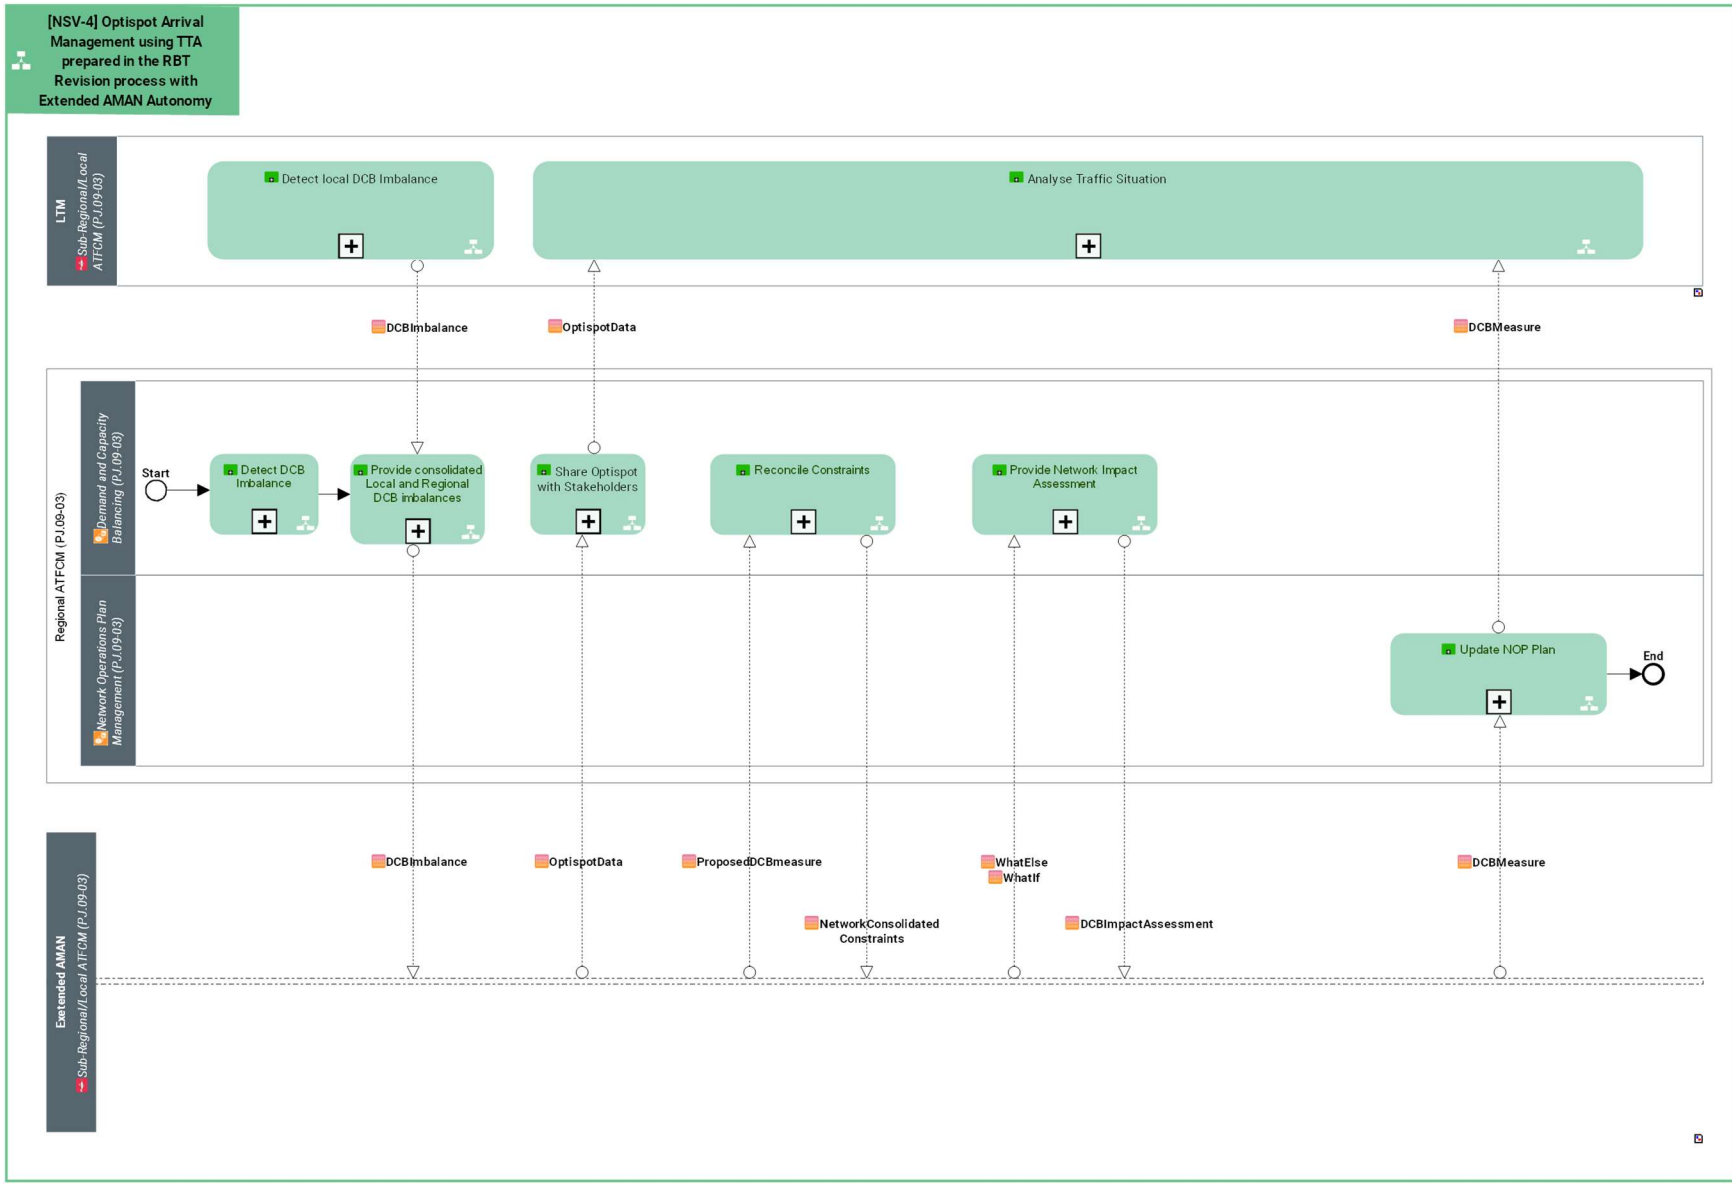 [NSV-4] Optispot Arrival
Management using TTA
prepared in the RBT
Revision process with
Extended AMAN Autonomy
LTM
Sub-Regional/Local
ATFCM (PJ.09-03)
Detect local DCB Imbalance
Analyse Traffic Situation
DCBImbalance
OptispotData
DCBMeasure
Regional ATFCM (PJ.09-03)
Demand and Capacity
Balancing (PJ.09-03)
Start
Detect DCB
Imbalance
Provide consolidated
Local and Regional
DCB imbalances
Share Optispot
with Stakeholders
Reconcile Constraints
Provide Network Impact
Assessment
Network Operations Plan
Management (PJ.09-03)
Update NOP Plan
End
Exetended AMAN
Sub-Regional/Local ATFCM (PJ.09-03)
DCBImbalance
OptispotData
ProposedDCBmeasure
WhatElse
WhatIf
DCBMeasure
NetworkConsolidated
Constraints
DCBImpactAssessment